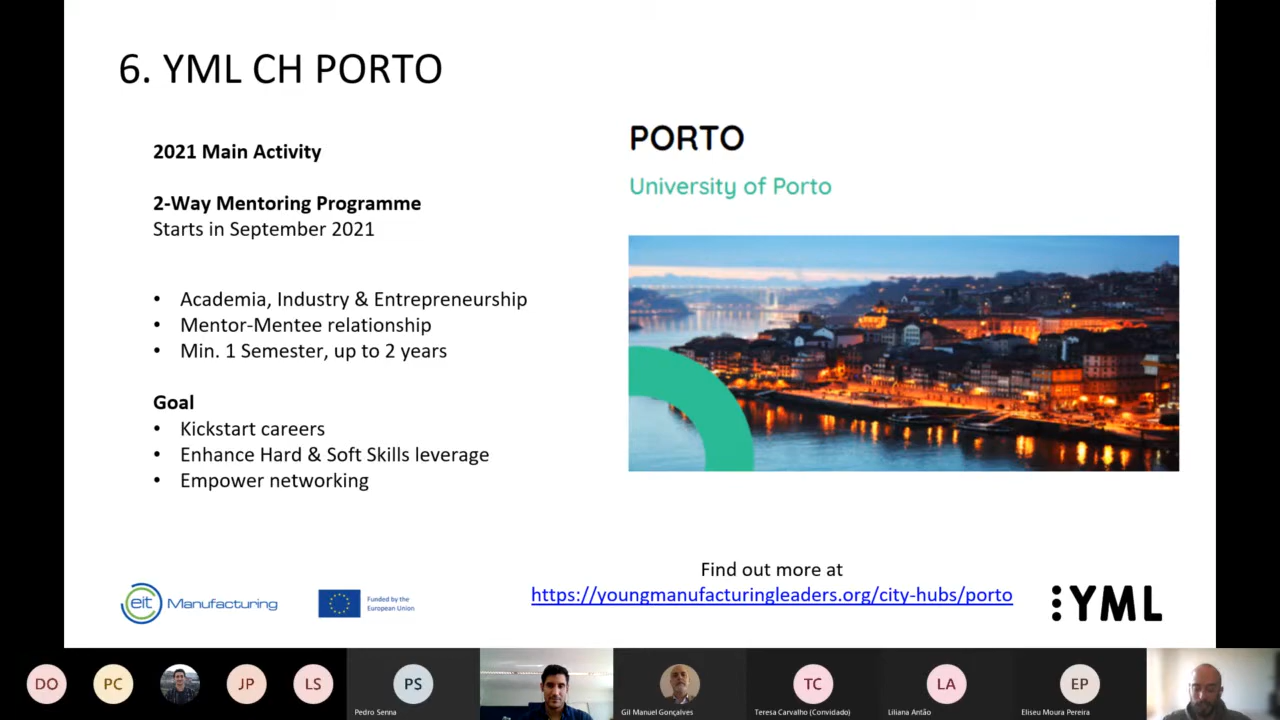 6. YML CH PORTO
2021 Main Activity
2-Way Mentoring Programme
Starts in September 2021
• Academia, Industry & Entrepreneurship
• Mentor-Mentee relationship
• Min. 1 Semester, up to 2 years
Goal
• Kickstart careers
• Enhance Hard & Soft Skills leverage
• Empower networking
PORTO
University of Porto
Find out more at
https://youngmanufacturingleaders.org/city-hubs/porto
eit Manufacturing
Funded by the
European Union
YML
DO
PC
JP
LS
PS
TC
LA
EP
Pedro Senna
Gil Manuel Gonçalves
Teresa Carvalho (Convidado)
Liliana Antão
Eliseu Moura Pereira